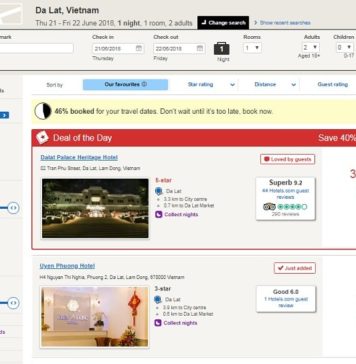 Da Lat, Vietnam
Thu 21 - Fri 22 June 2018, 1 night, 1 room, 2 adults
Change search
Show recent searches
Check in
Check out
Rooms
Adults
Children
21/06/2018
22/06/2018
1
1
2
0
Thursday
Friday
Night
Aged 18+
0-17
Sort by
Our favourites
Star rating
Distance
Guest rating
46% booked for your travel dates. Don't wait until it's too late, book now.
Deal of the Day
Save 40%
Dalat Palace Heritage Hotel
02 Tran Phu Street, Da Lat, Lam Dong, Vietnam
Loved by guests
5-star
Da Lat
3.3 km to City centre
0.7 km to Da Lat Market
Collect nights
Superb 9.2
44 Hotels.com guest
reviews
290 reviews
Uyen Phuong Hotel
H4 Nguyen Thi Nghia, Phuong 2, Da Lat, Lam Dong, 670000 Vietnam
Just added
3-star
Da Lat
3.8 km to City centre
0.5 km to Da Lat Market
Collect nights
Good 6.0
1 Hotels.com guest
review